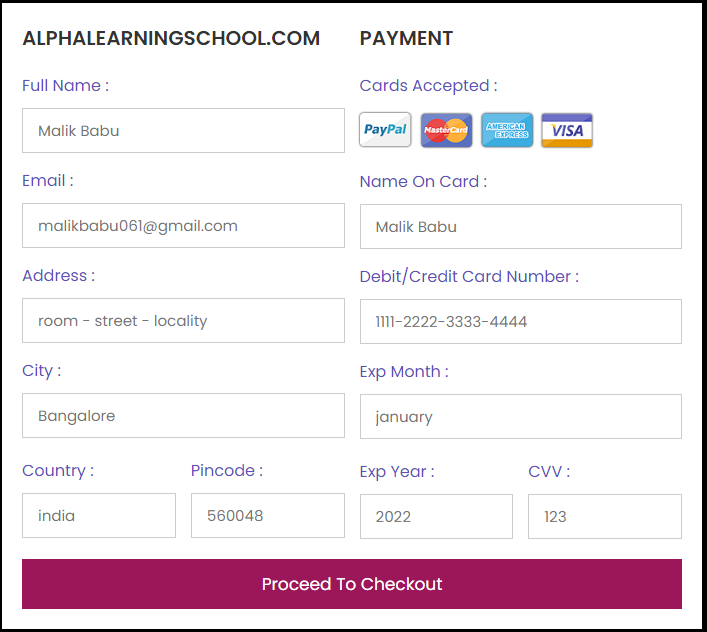 ALPHALEARNINGSCHOOL.COM
Full Name :
Malik Babu
Email :
malikbabu061@gmail.com
Address :
room - street - locality
City :
Bangalore
Country :
Pincode :
india
560048
PAYMENT
Cards Accepted :
PayPal MasterCard AMERICAN EXPRESS VISA
Name On Card :
Malik Babu
Debit/Credit Card Number :
1111-2222-3333-4444
Exp Month :
january
Exp Year :
CVV :
2022
123
Proceed To Checkout